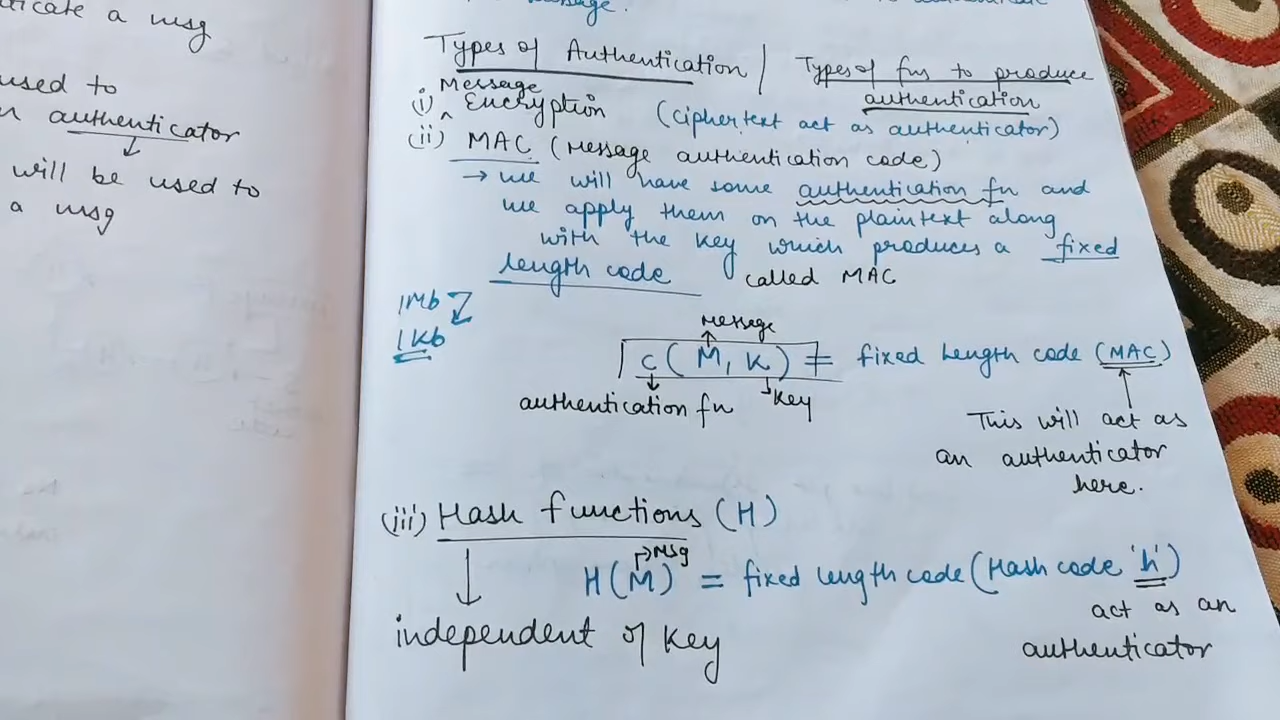 a msg
used to
authenticator
will be used to
a msg
message.
Types of Authentication | Types of fns to produce
authentication
Message
(i) ^ Encryption (ciphertext act as authenticator)
(ii) MAC (Message authentication code)
→ we will have some authentication fn and
we apply them on the plaintext along
with the key which produces a fixed
length code called MAC
1Mb
1Kb
message
C(M, K) = fixed length code (MAC)
authentication fn key
This will act as
an authenticator
here.
(iii) Hash functions (H)
Msg
H(M) = fixed length code (Hash code 'h')
act as an
authenticator
independent of key